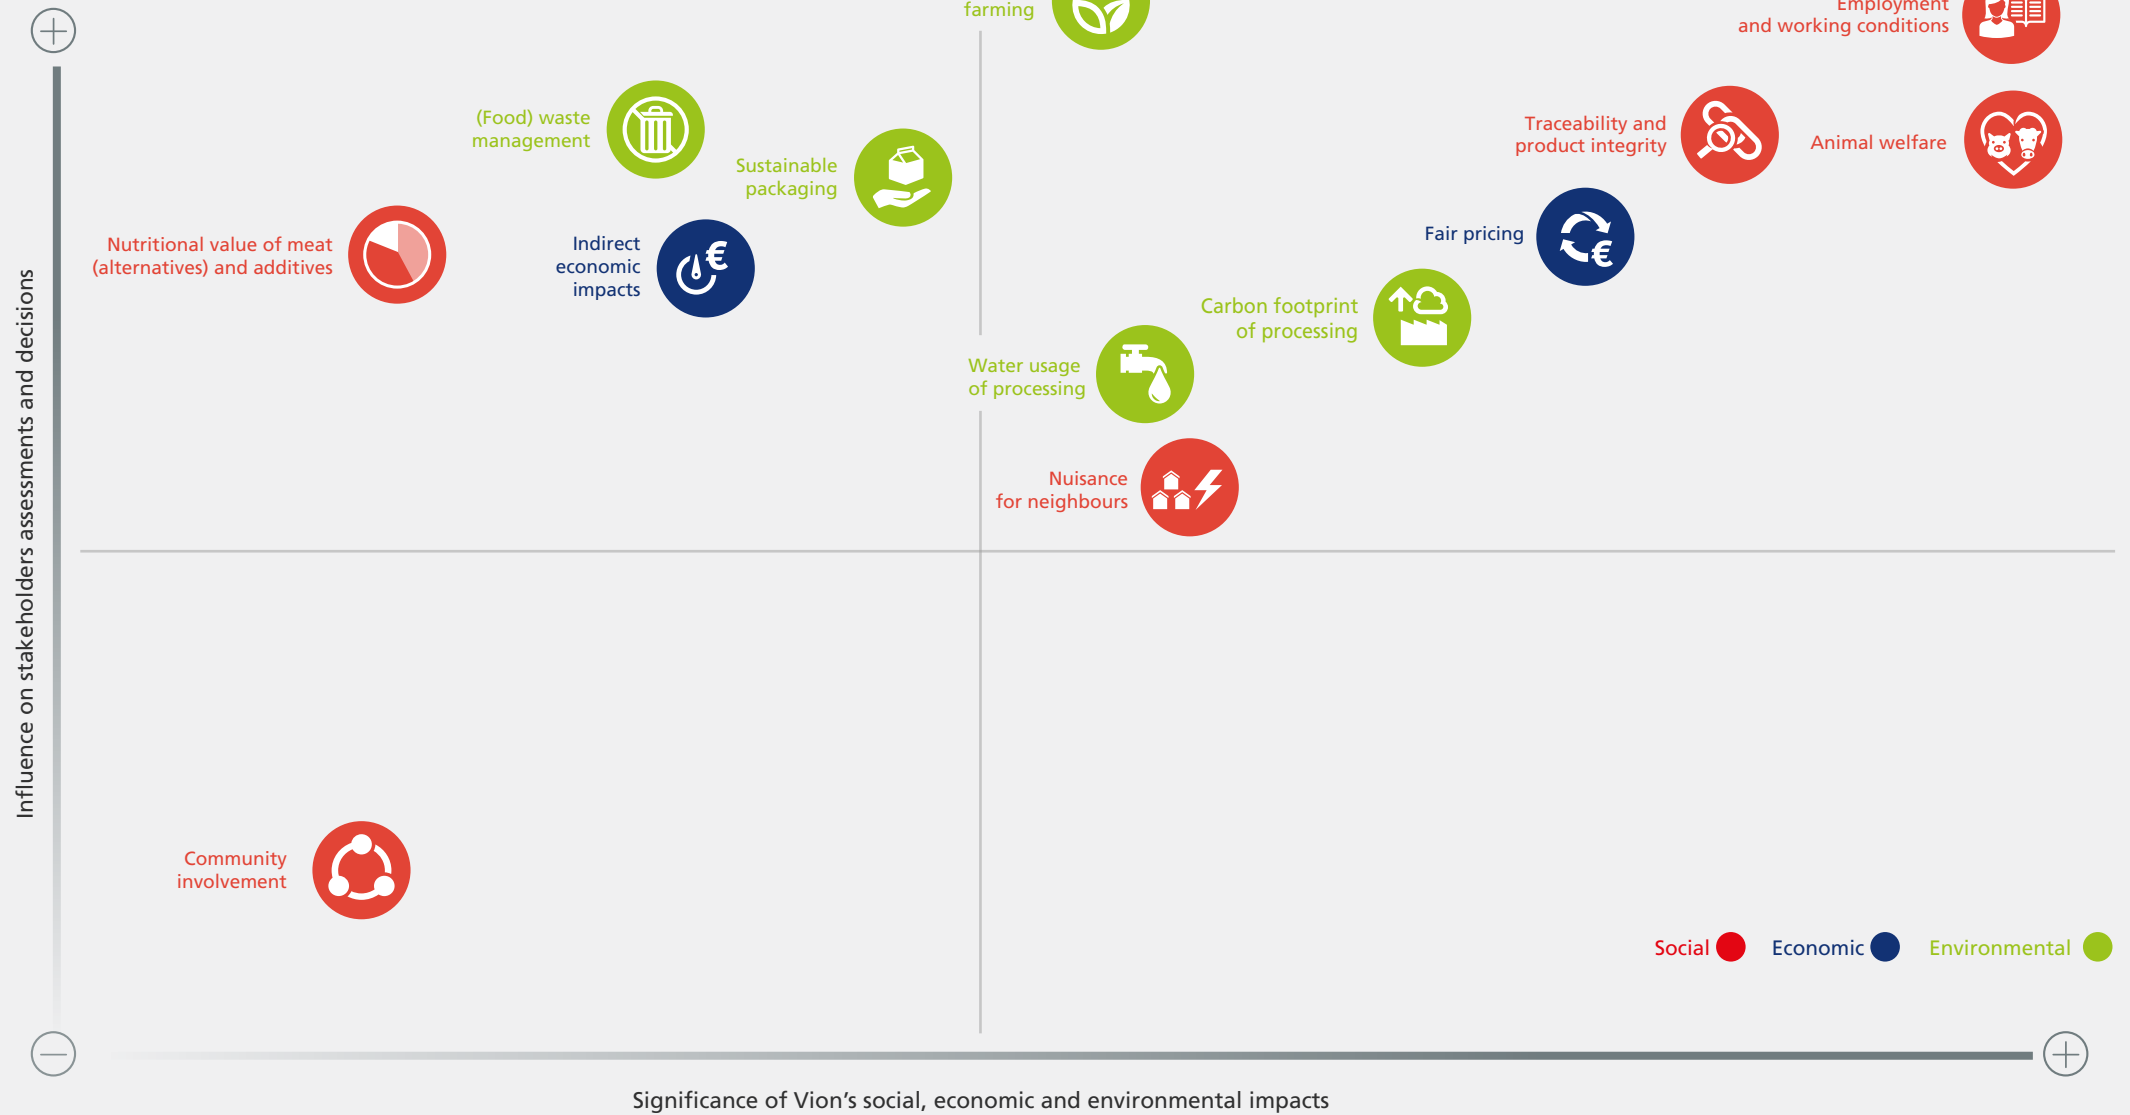 farming
Employment
and working conditions
(Food) waste
management
Sustainable
packaging
Traceability and
product integrity
Animal welfare
Nutritional value of meat
(alternatives) and additives
Indirect
economic
impacts
€
Fair pricing
€
Carbon footprint
of processing
Water usage
of processing
Nuisance
for neighbours
Influence on stakeholders assessments and decisions
Community
involvement
Social
Economic
Environmental
Significance of Vion’s social, economic and environmental impacts